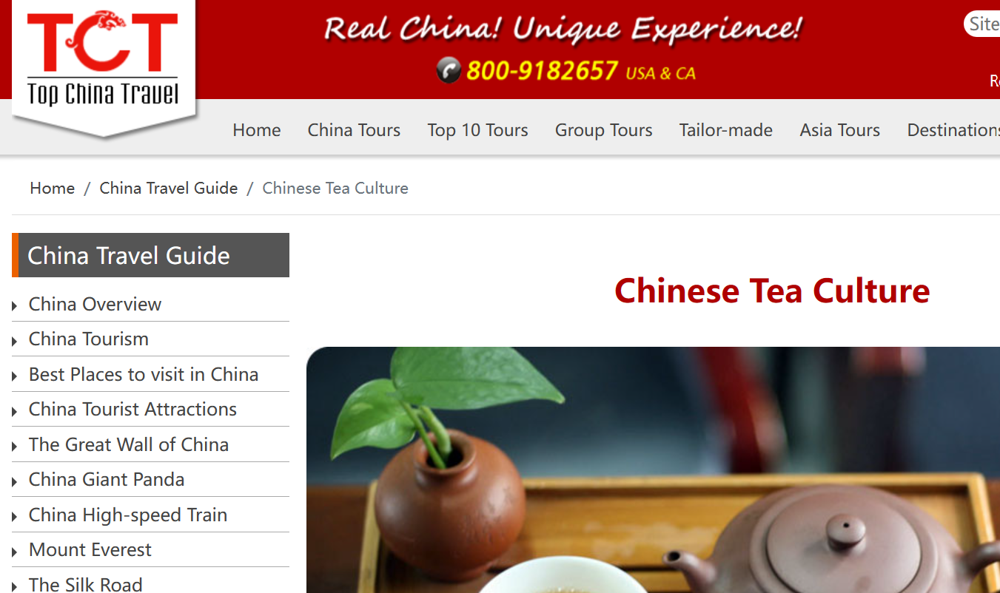 TCT
Top China Travel
Real China! Unique Experience!
800-9182657 USA & CA
Site
Home China Tours Top 10 Tours Group Tours Tailor-made Asia Tours Destinations
Home / China Travel Guide / Chinese Tea Culture
China Travel Guide
China Overview
China Tourism
Best Places to visit in China
China Tourist Attractions
The Great Wall of China
China Giant Panda
China High-speed Train
Mount Everest
The Silk Road
Chinese Tea Culture